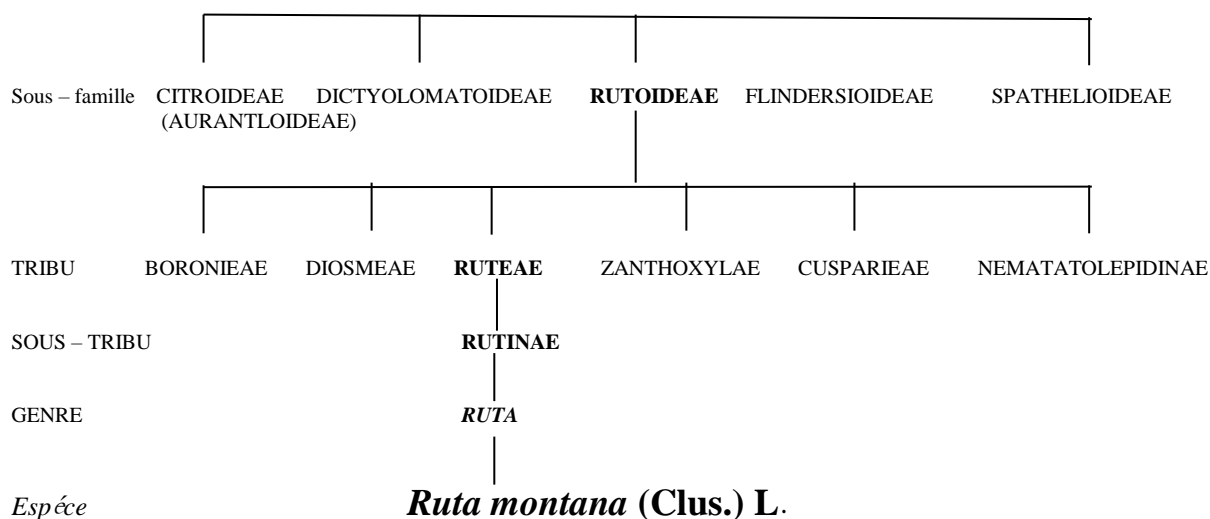 Sous – famille CITROIDEAE DICTYOLOMATOIDEAE RUTOIDEAE FLINDERSIOIDEAE SPATHELIOIDEAE
(AURANTLOIDEAE)
TRIBU BORONIEAE DIOSMEAE RUTEAE ZANTHOXYLAE CUSPARIEAE NEMATATOLEPIDINAE
SOUS – TRIBU RUTINAE
GENRE RUTA
Espéce Ruta montana (Clus.) L.